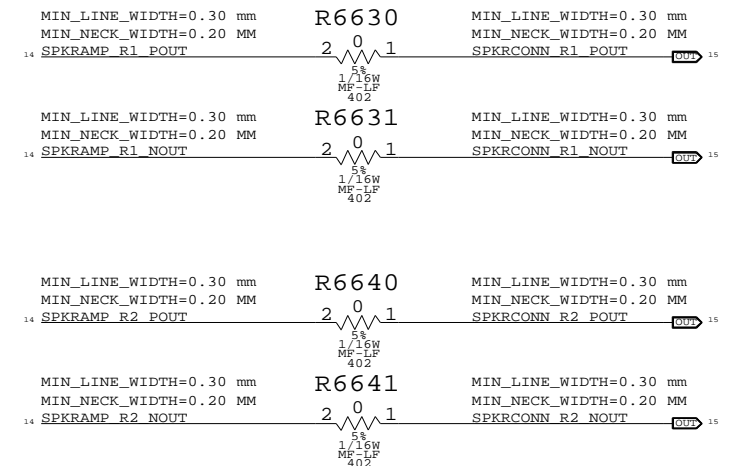 MIN_LINE_WIDTH=0.30 mm R6630 MIN_LINE_WIDTH=0.30 mm
MIN_NECK_WIDTH=0.20 MM 0 MIN_NECK_WIDTH=0.20 MM
14 SPKRAMP_R1_POUT 2 1 SPKRCONN_R1_POUT OUT 15
5%
1/16W
MF-LF
402
MIN_LINE_WIDTH=0.30 mm R6631 MIN_LINE_WIDTH=0.30 mm
MIN_NECK_WIDTH=0.20 MM 0 MIN_NECK_WIDTH=0.20 MM
14 SPKRAMP_R1_NOUT 2 1 SPKRCONN_R1_NOUT OUT 15
5%
1/16W
MF-LF
402
MIN_LINE_WIDTH=0.30 mm R6640 MIN_LINE_WIDTH=0.30 mm
MIN_NECK_WIDTH=0.20 MM 0 MIN_NECK_WIDTH=0.20 MM
14 SPKRAMP_R2_POUT 2 1 SPKRCONN_R2_POUT OUT 15
5%
1/16W
MF-LF
402
MIN_LINE_WIDTH=0.30 mm R6641 MIN_LINE_WIDTH=0.30 mm
MIN_NECK_WIDTH=0.20 MM 0 MIN_NECK_WIDTH=0.20 MM
14 SPKRAMP_R2_NOUT 2 1 SPKRCONN_R2_NOUT OUT 15
5%
1/16W
MF-LF
402